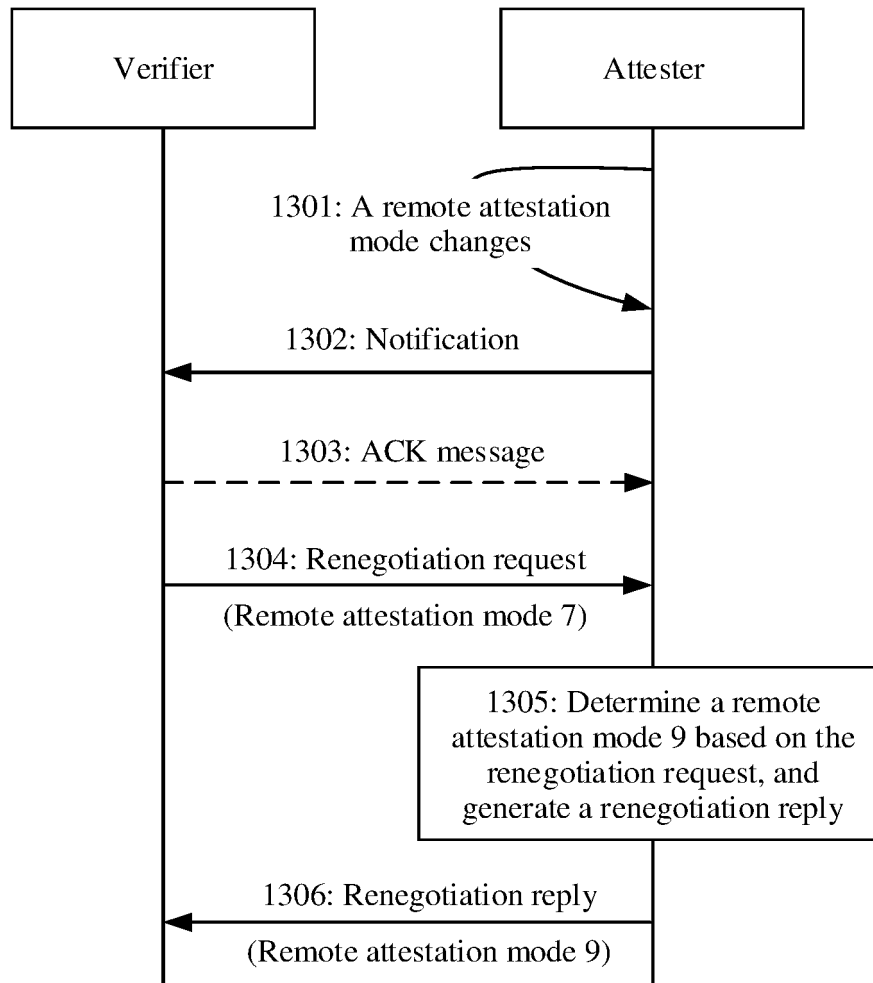 Verifier
Attester
1301: A remote attestation
mode changes
1302: Notification
1303: ACK message
1304: Renegotiation request
(Remote attestation mode 7)
1305: Determine a remote
attestation mode 9 based on the
renegotiation request, and
generate a renegotiation reply
1306: Renegotiation reply
(Remote attestation mode 9)